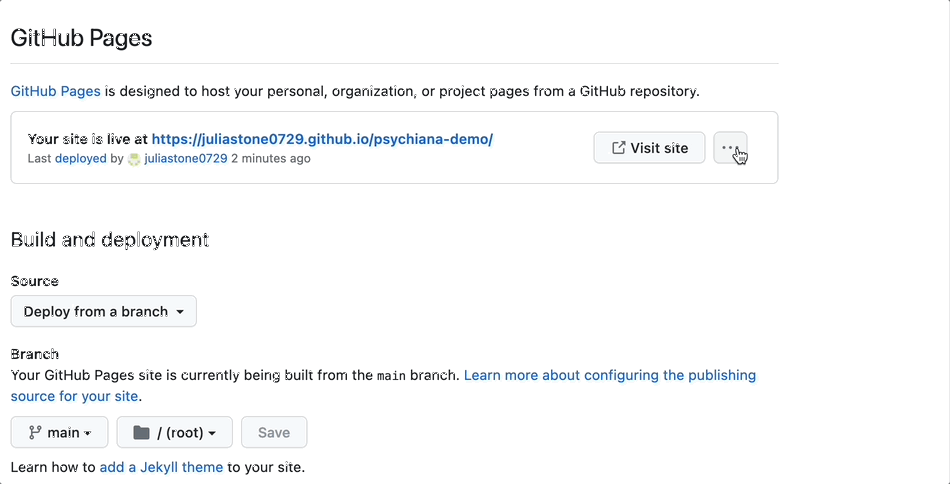 GitHub Pages
GitHub Pages is designed to host your personal, organization, or project pages from a GitHub repository.
Your site is live at https://juliastone0729.github.io/psychiana-demo/
Last deployed by juliastone0729 2 minutes ago
Visit site
...
Build and deployment
Source
Deploy from a branch
Branch
Your GitHub Pages site is currently being built from the main branch. Learn more about configuring the publishing
source for your site.
main
/ (root)
Save
Learn how to add a Jekyll theme to your site.